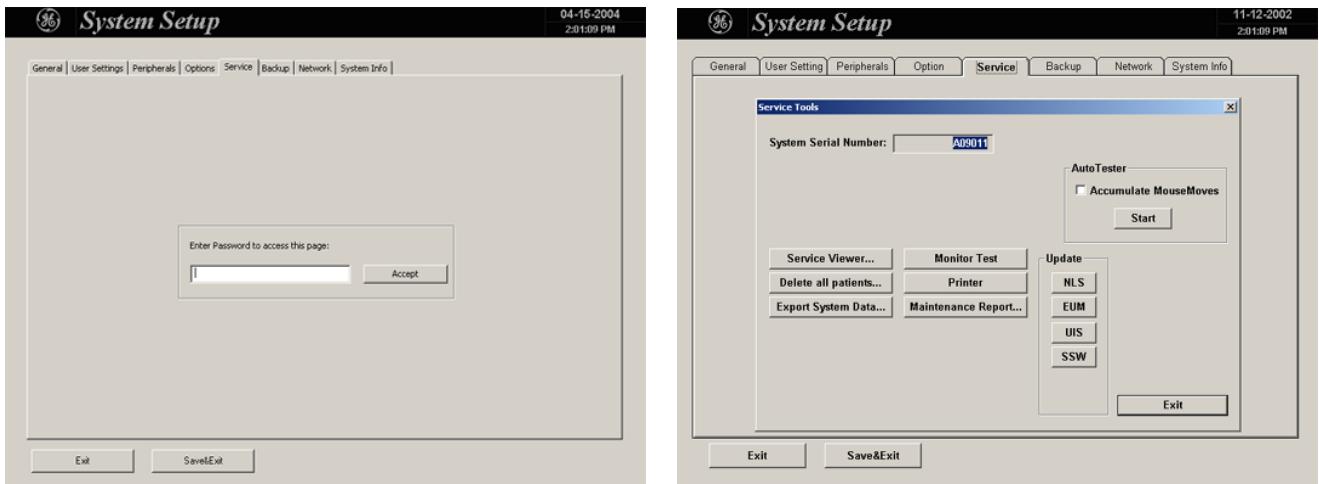 System Setup
04-15-2004
2:01:09 PM
General User Settings Peripherals Options Service Backup Network System Info
Enter Password to access this page:
Accept
Exit Save&Exit
System Setup
11-12-2002
2:01:09 PM
General User Setting Peripherals Option Service Backup Network System Info
Service Tools
System Serial Number: A09011
AutoTester
Accumulate MouseMoves
Start
Service Viewer... Monitor Test
Delete all patients... Printer
Export System Data... Maintenance Report...
Update
NLS
EUM
UIS
SSW
Exit
Exit Save&Exit